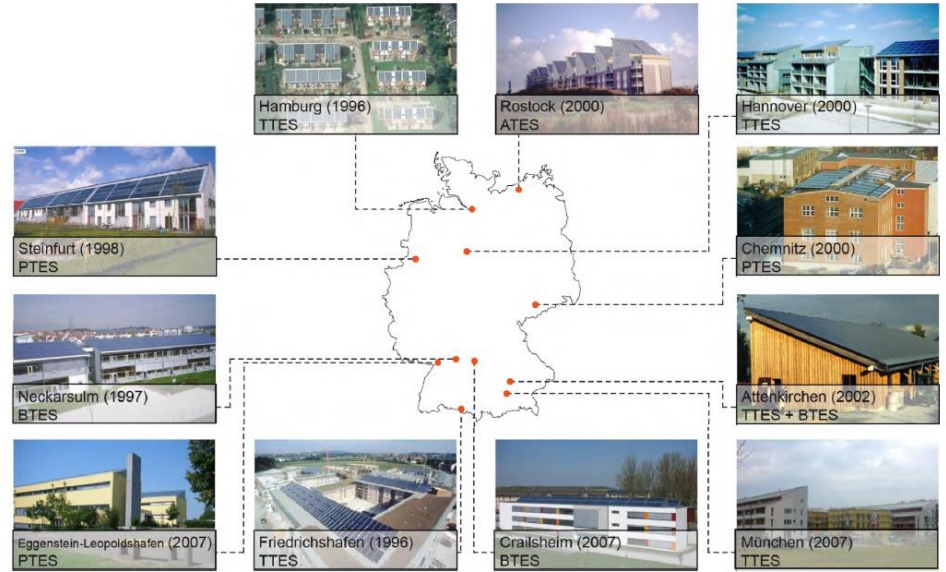 Hamburg (1996)
TTES
Rostock (2000)
ATES
Hannover (2000)
TTES
Steinfurt (1998)
PTES
Chemnitz (2000)
PTES
Neckarsulm (1997)
BTES
Attenkirchen (2002)
TTES + BTES
Eggenstein-Leopoldshafen (2007)
PTES
Friedrichshafen (1996)
TTES
Crailsheim (2007)
BTES
München (2007)
TTES